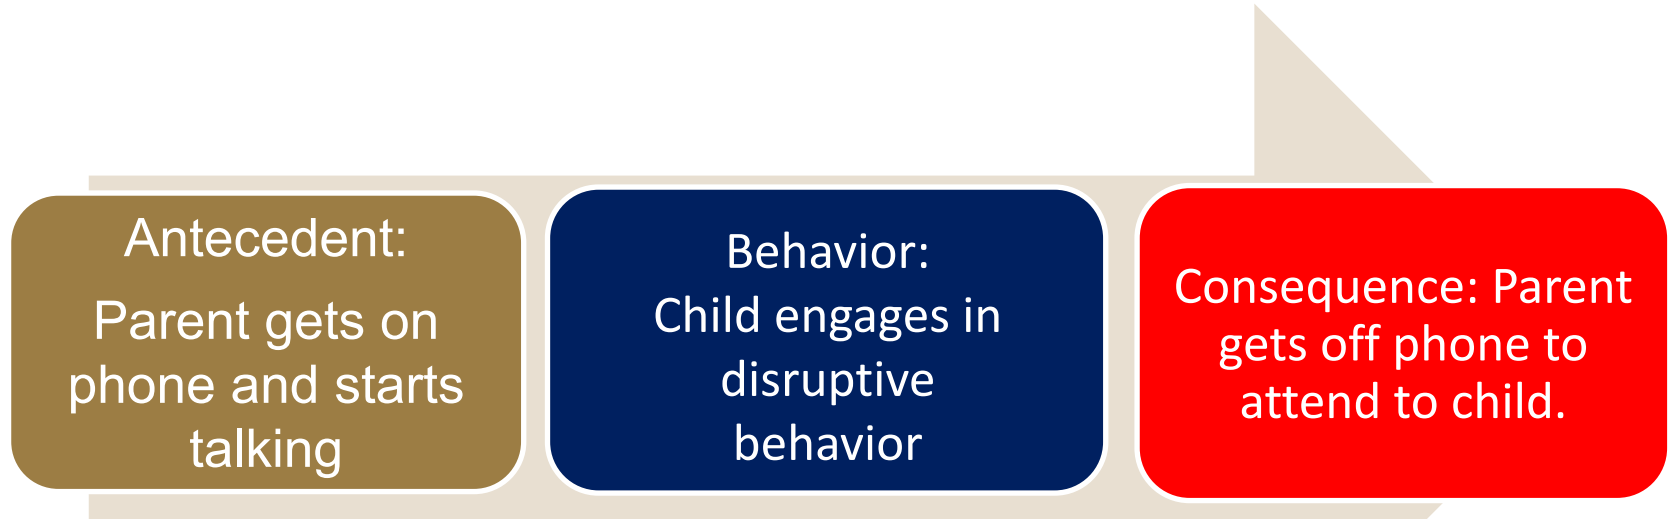 Antecedent:
Parent gets on
phone and starts
talking
Behavior:
Child engages in
disruptive
behavior
Consequence: Parent
gets off phone to
attend to child.